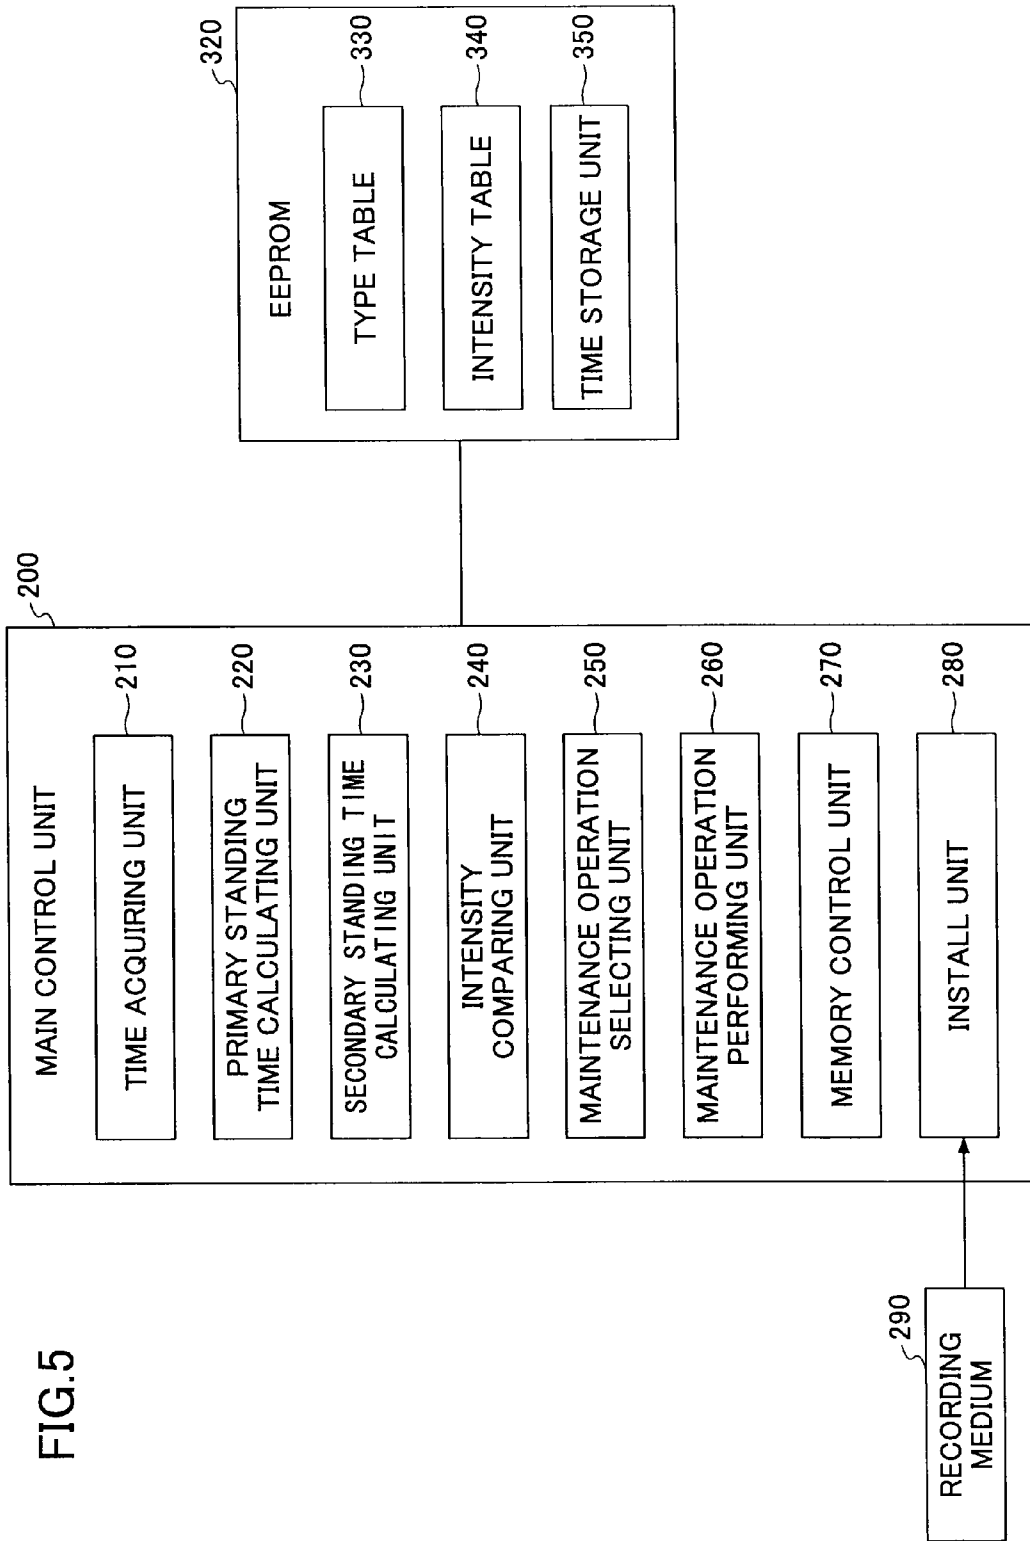 FIG.5
MAIN CONTROL UNIT
200
TIME ACQUIRING UNIT
210
PRIMARY STANDING
TIME CALCULATING UNIT
220
SECONDARY STANDING TIME
CALCULATING UNIT
230
INTENSITY
COMPARING UNIT
240
MAINTENANCE OPERATION
SELECTING UNIT
250
MAINTENANCE OPERATION
PERFORMING UNIT
260
MEMORY CONTROL UNIT
270
INSTALL UNIT
280
RECORDING
MEDIUM
290
EEPROM
320
TYPE TABLE
330
INTENSITY TABLE
340
TIME STORAGE UNIT
350